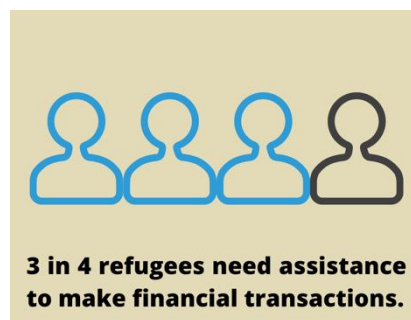 3 in 4 refugees need assistance
to make financial transactions.